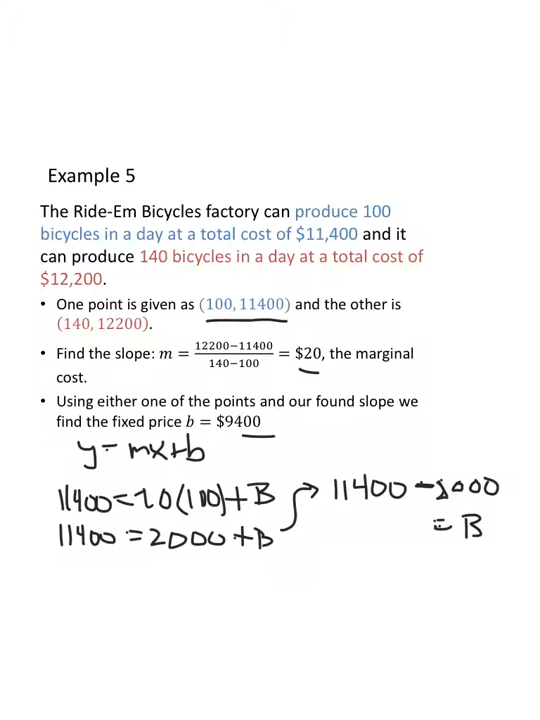 Example 5
The Ride-Em Bicycles factory can produce 100
bicycles in a day at a total cost of $11,400 and it
can produce 140 bicycles in a day at a total cost of
$12,200.
• One point is given as (100, 11400) and the other is
(140, 12200).
• Find the slope: m = 12200−11400 / 140−100 = $20, the marginal
cost.
• Using either one of the points and our found slope we
find the fixed price b = $9400
y = mx+b
11400 = 20(100) + B
11400 = 2000 + B
11400 - 2000
= B